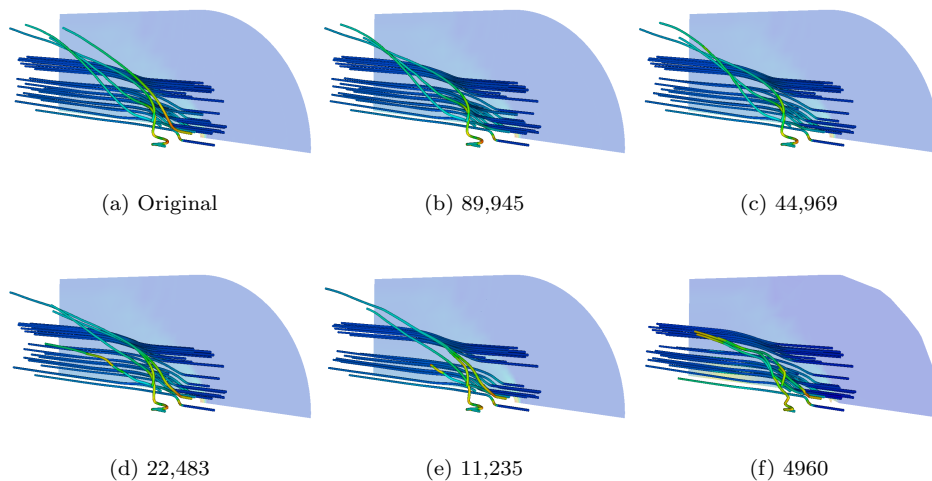 (a) Original
(b) 89,945
(c) 44,969
(d) 22,483
(e) 11,235
(f) 4960